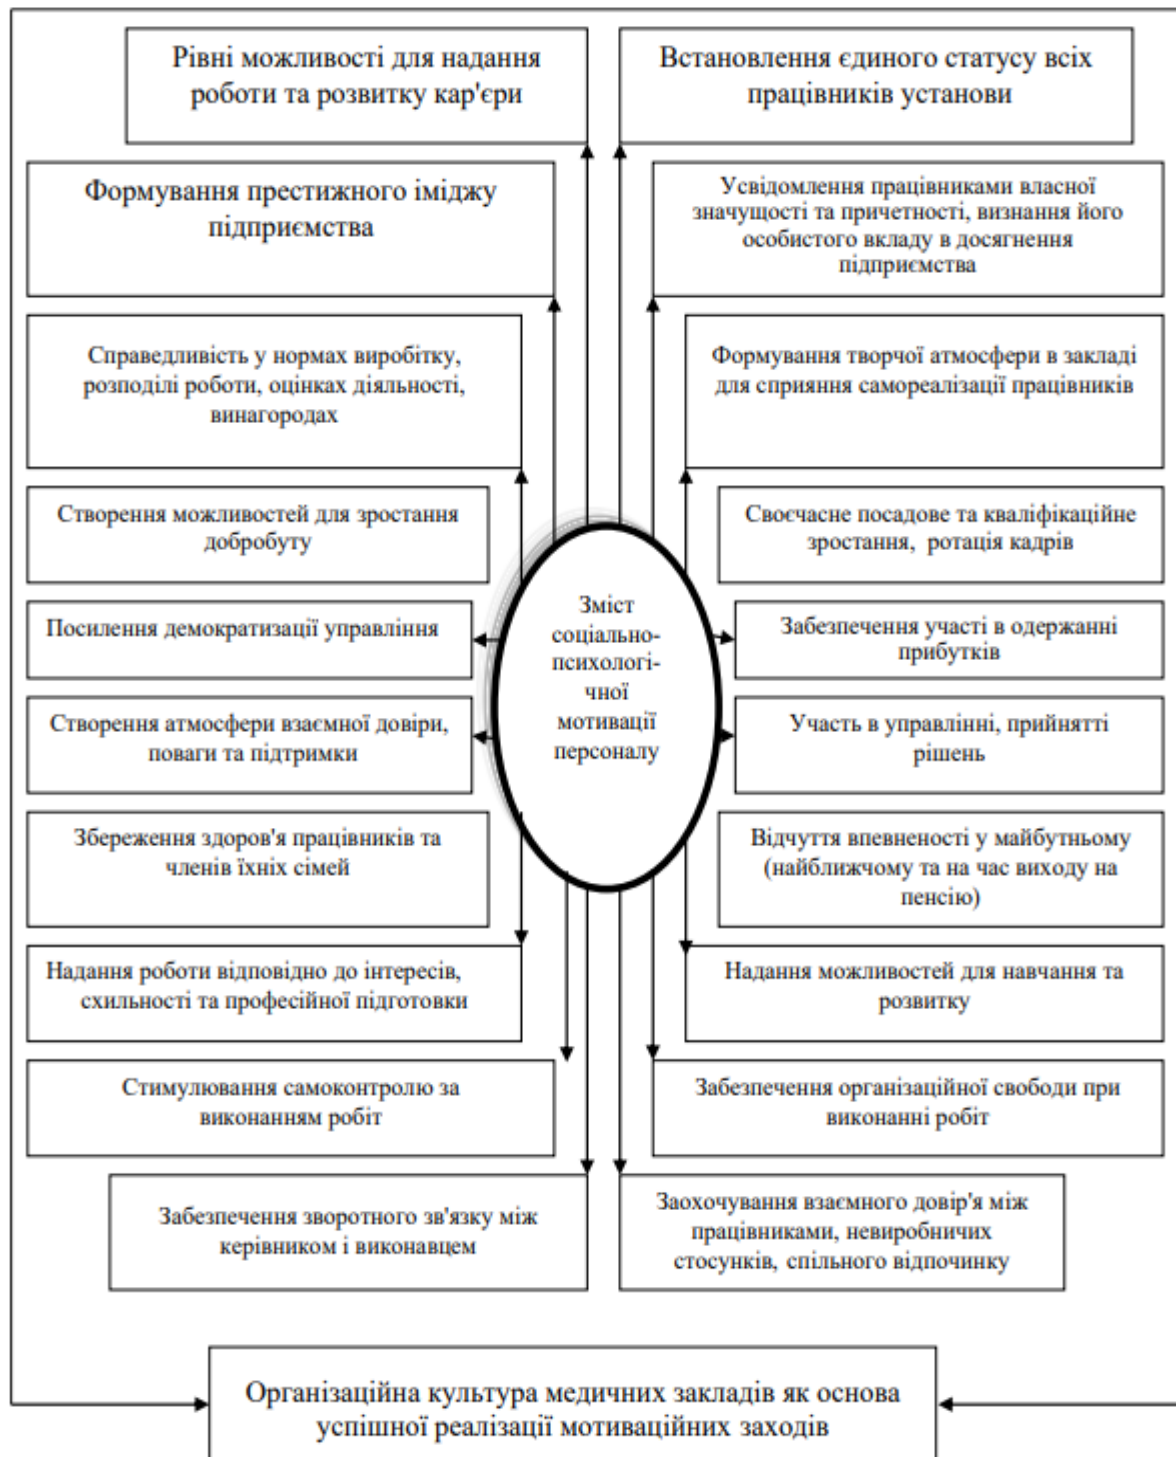 Рівні можливості для надання
роботи та розвитку кар'єри
Встановлення єдиного статусу всіх
працівників установи
Формування престижного іміджу
підприємства
Усвідомлення працівниками власної
значущості та причетності, визнання його
особистого вкладу в досягнення
підприємства
Справедливість у нормах виробітку,
розподілі роботи, оцінках діяльності,
винагородах
Формування творчої атмосфери в закладі
для сприяння самореалізації працівників
Створення можливостей для зростання
добробуту
Своєчасне посадове та кваліфікаційне
зростання, ротація кадрів
Зміст
соціально-
психологі-
чної
мотивації
персоналу
Посилення демократизації управління
Забезпечення участі в одержанні
прибутків
Створення атмосфери взаємної довіри,
поваги та підтримки
Участь в управлінні, прийнятті
рішень
Збереження здоров'я працівників та
членів їхніх сімей
Відчуття впевненості у майбутньому
(найближчому та на час виходу на
пенсію)
Надання роботи відповідно до інтересів,
схильності та професійної підготовки
Надання можливостей для навчання та
розвитку
Стимулювання самоконтролю за
виконанням робіт
Забезпечення організаційної свободи при
виконанні робіт
Забезпечення зворотного зв'язку між
керівником і виконавцем
Заохочування взаємного довір'я між
працівниками, невиробничих
стосунків, спільного відпочинку
Організаційна культура медичних закладів як основа
успішної реалізації мотиваційних заходів